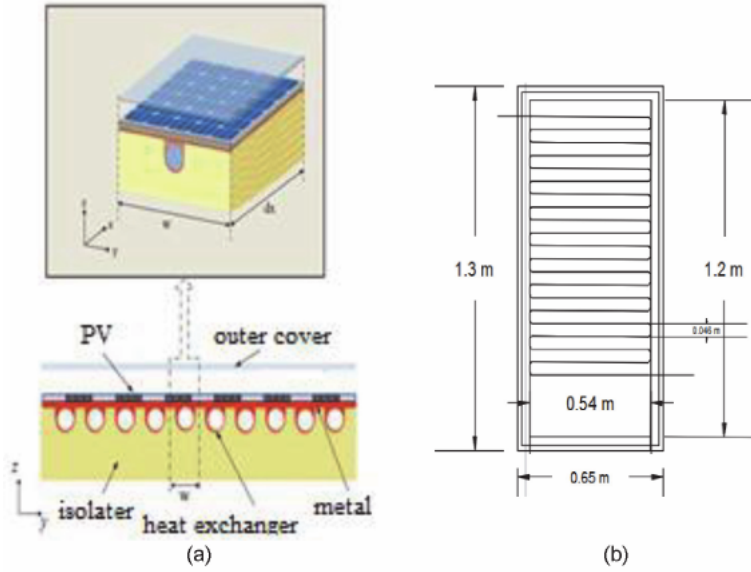 z
x
y
w
dx
PV
outer cover
z
y
w
isolater
heat exchanger
metal
(a)
1.3 m
1.2 m
0.046 m
0.54 m
0.65 m
(b)